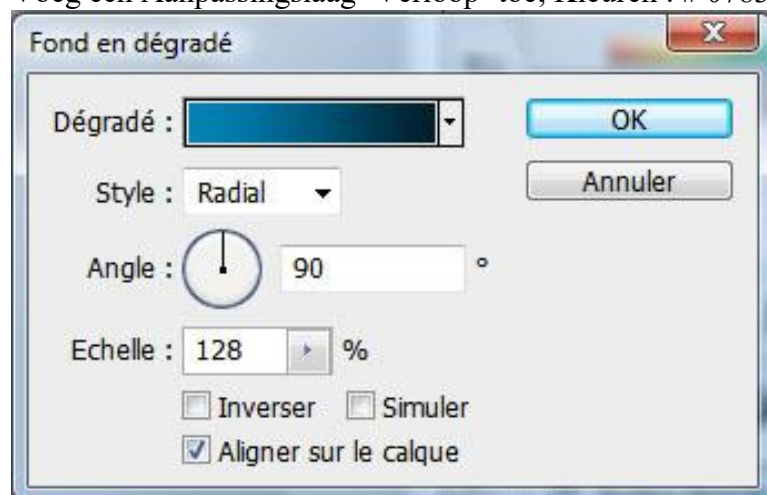 Fond en dégradé
Dégradé :
OK
Style : Radial
Annuler
Angle : 90 °
Echelle : 128 %
Inverser Simuler
Aligner sur le calque